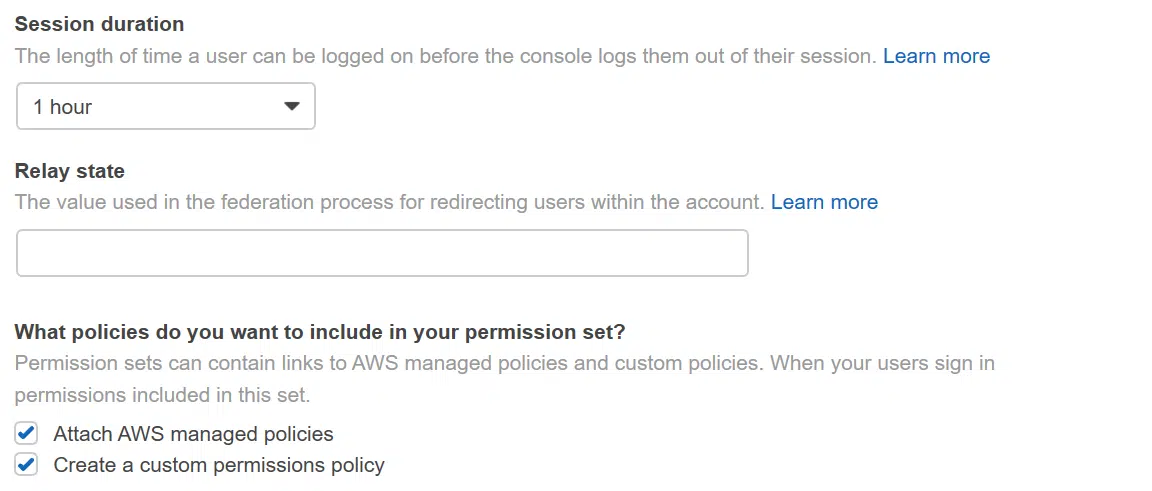 Session duration
The length of time a user can be logged on before the console logs them out of their session. Learn more
1 hour
Relay state
The value used in the federation process for redirecting users within the account. Learn more
What policies do you want to include in your permission set?
Permission sets can contain links to AWS managed policies and custom policies. When your users sign in
permissions included in this set.
Attach AWS managed policies
Create a custom permissions policy